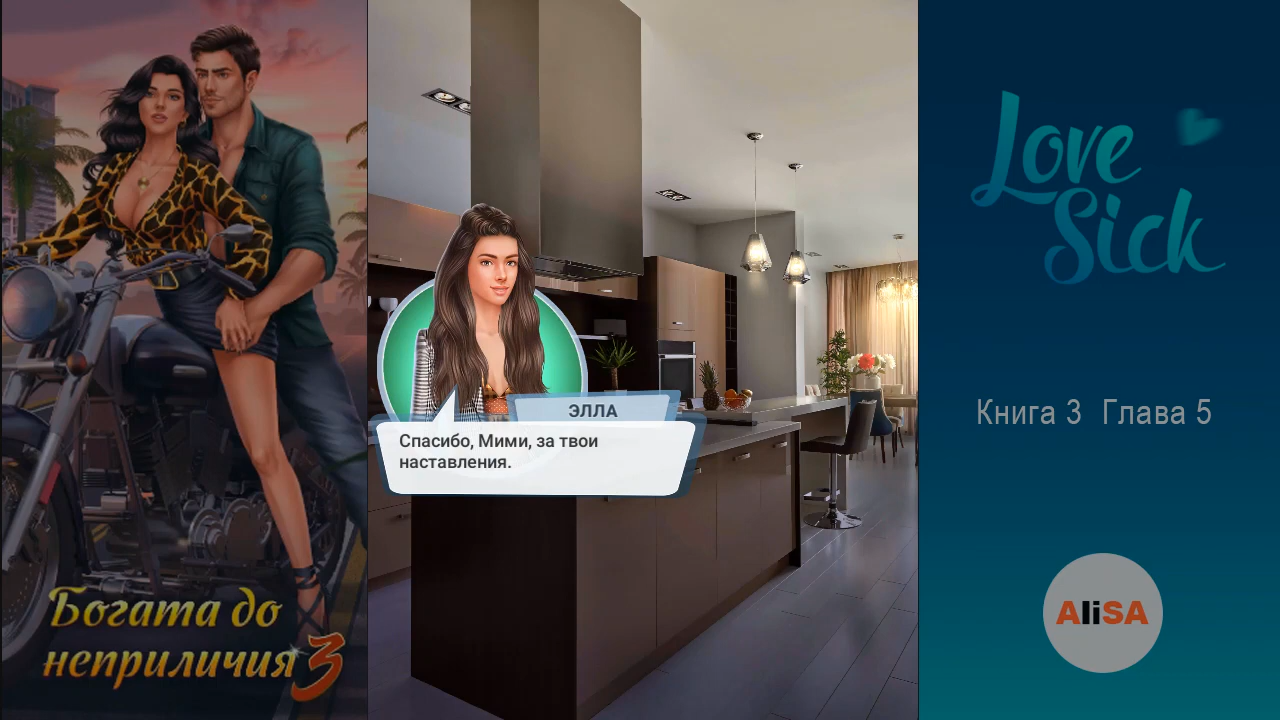 Богата до
неприличия 3
ЭЛЛА
Спасибо, Мими, за твои
наставления.
Love
Sick
Книга 3 Глава 5
AliSA